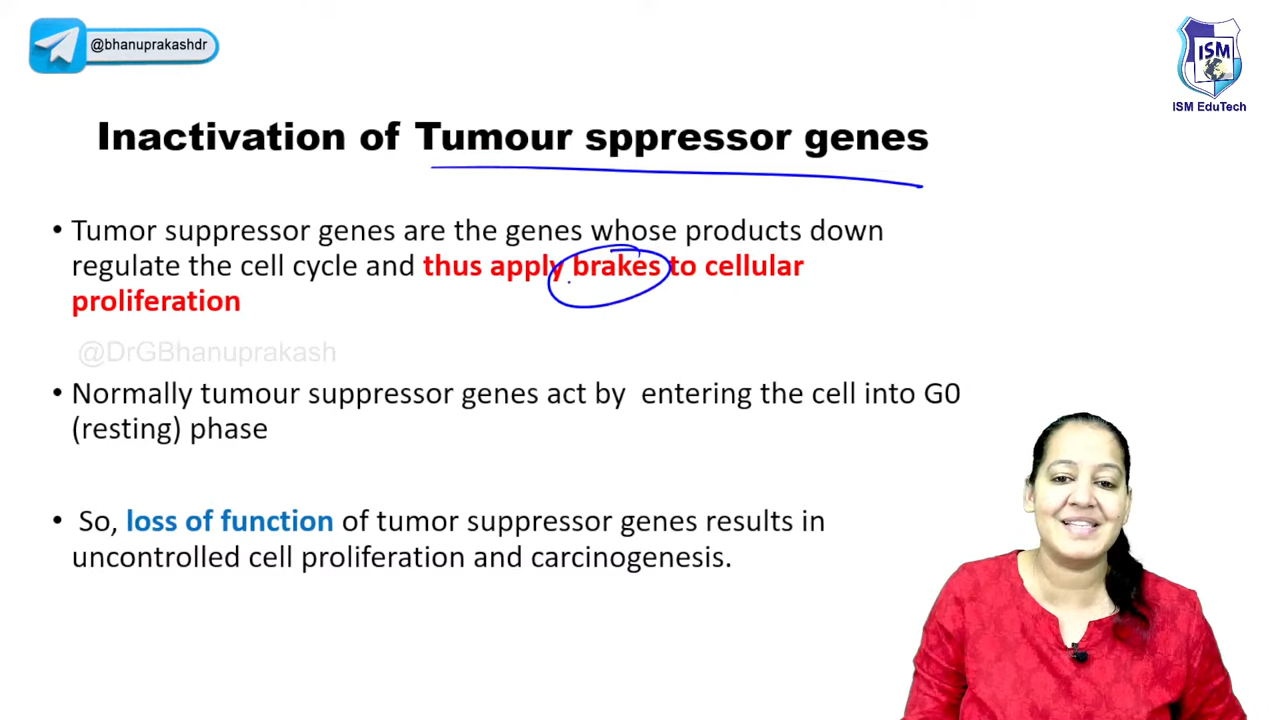 @bhanuprakashdr
ISM
ISM EduTech
Inactivation of Tumour sppressor genes
• Tumor suppressor genes are the genes whose products down
regulate the cell cycle and thus apply brakes to cellular
proliferation
@DrGBhanuprakash
• Normally tumour suppressor genes act by entering the cell into G0
(resting) phase
• So, loss of function of tumor suppressor genes results in
uncontrolled cell proliferation and carcinogenesis.